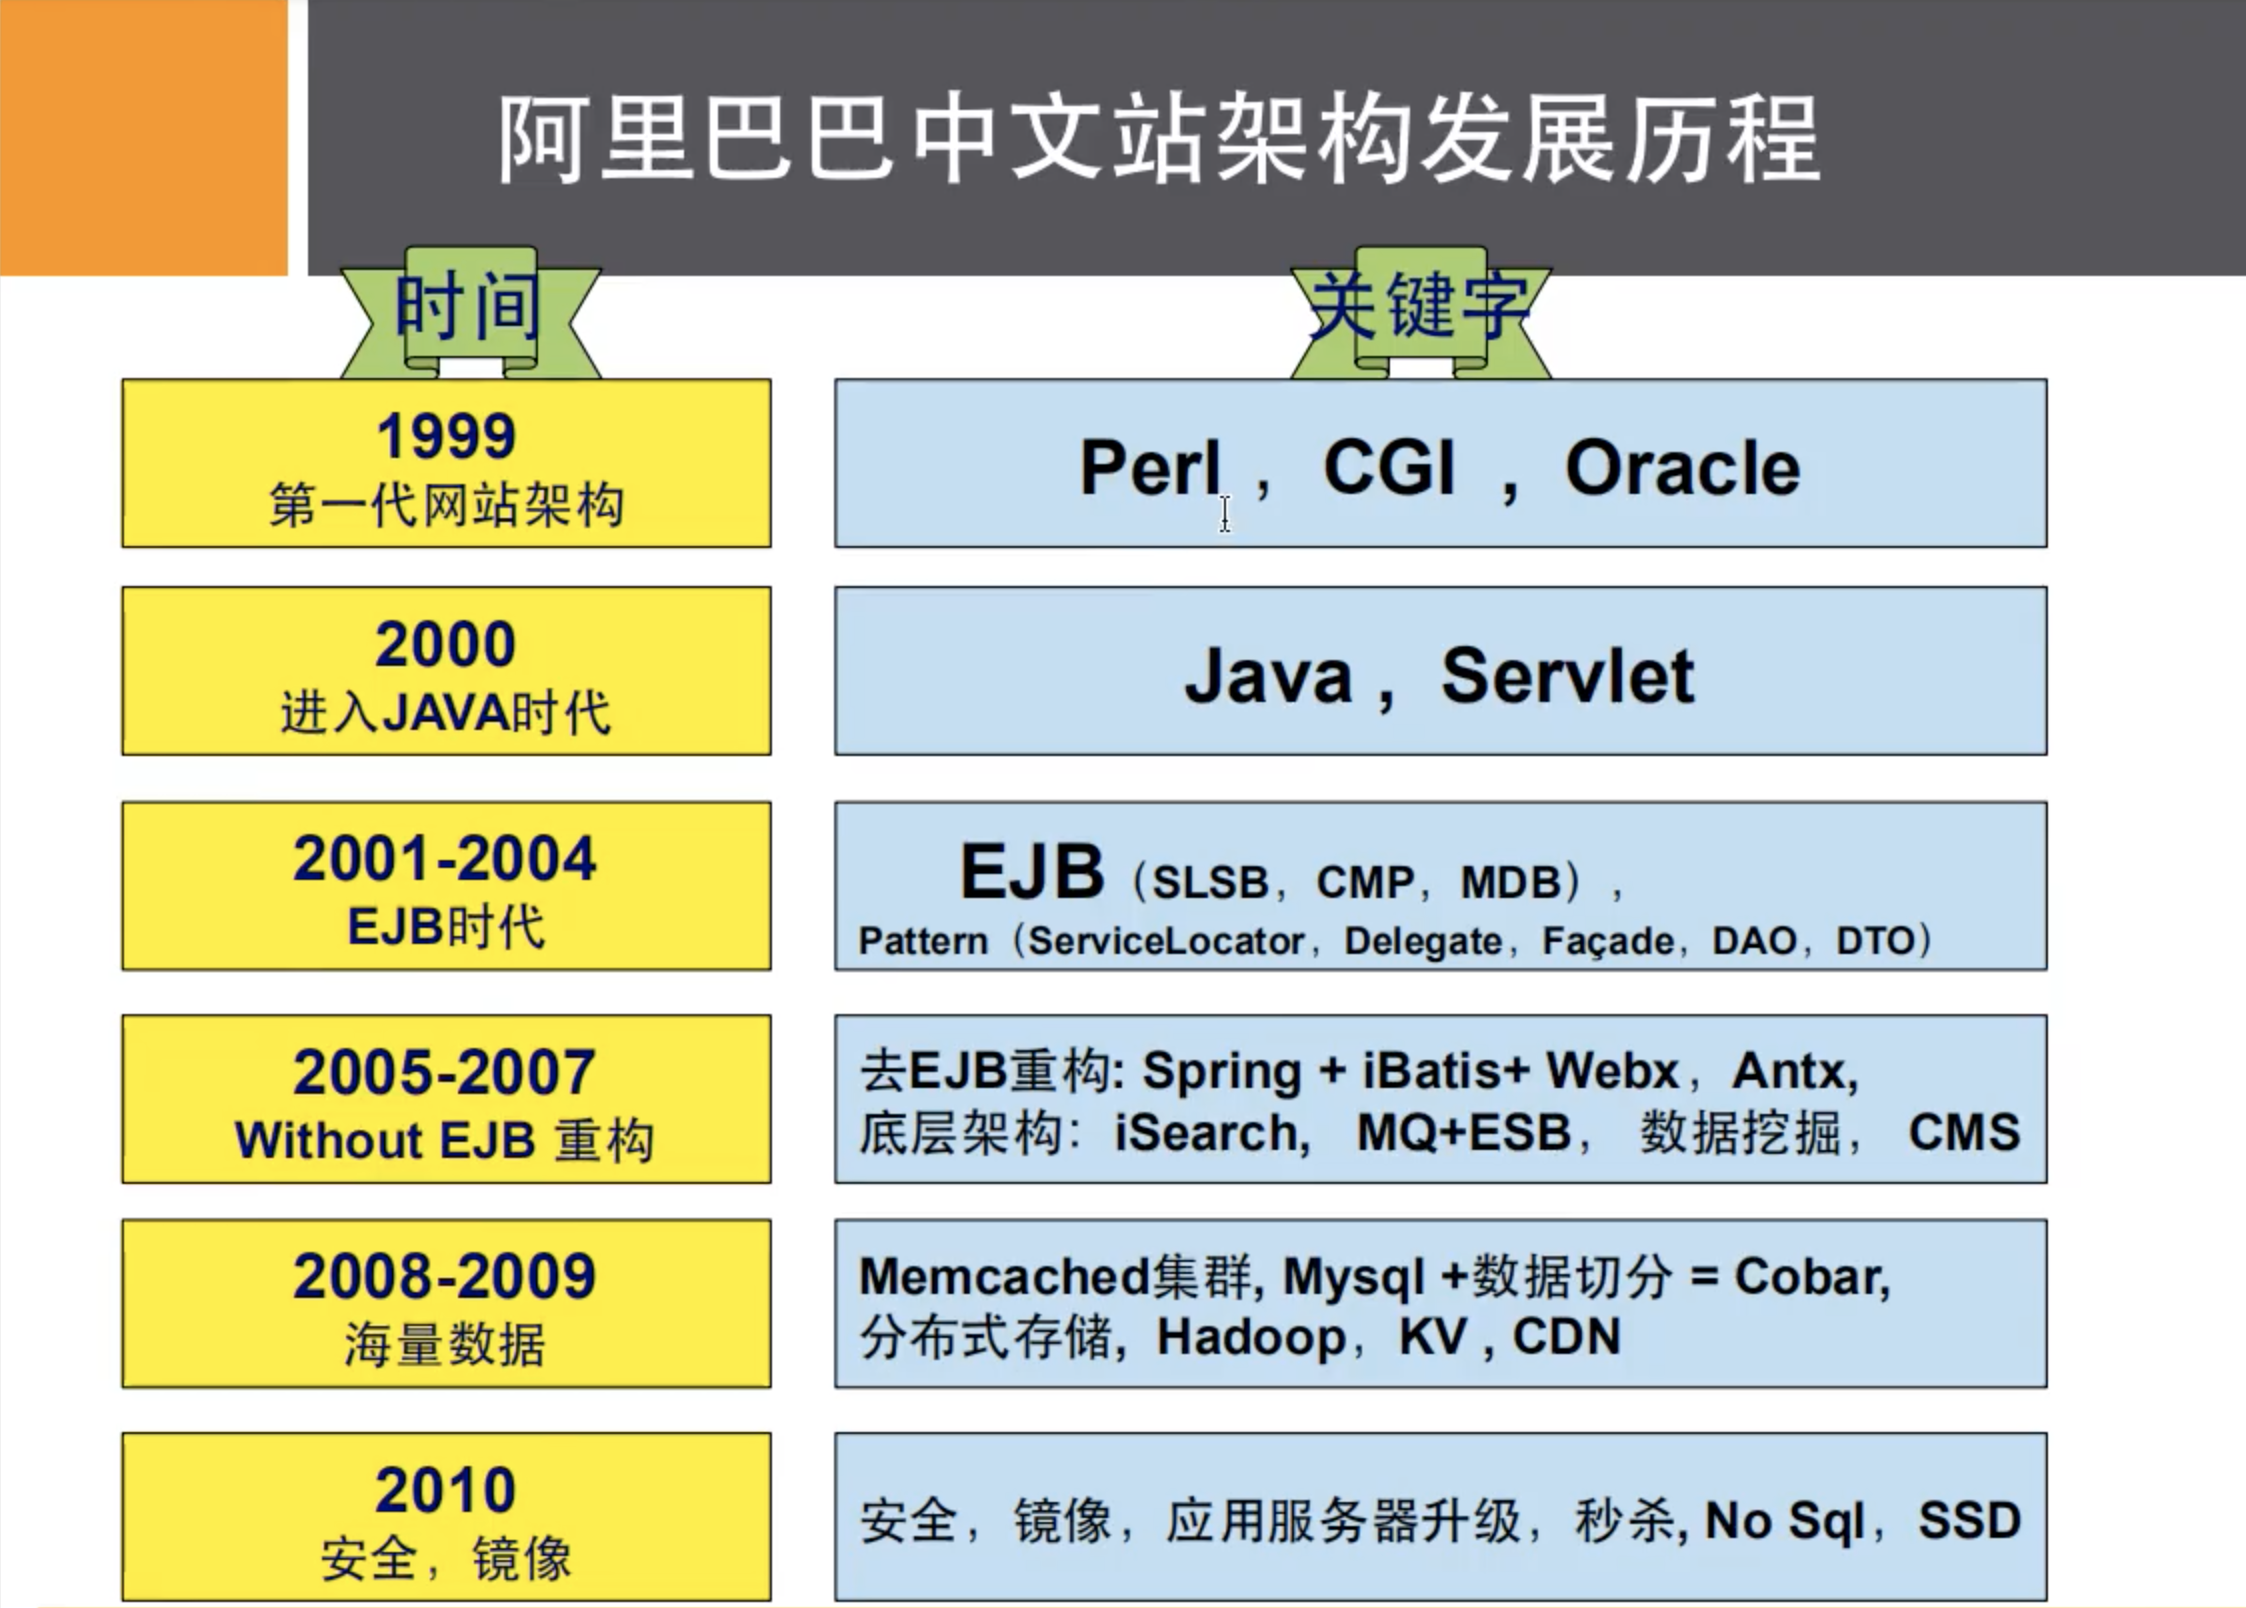 阿里巴巴中文站架构发展历程
时间
关键字
1999
第一代网站架构
Perl ， CGI ， Oracle
2000
进入JAVA时代
Java ， Servlet
2001-2004
EJB时代
EJB（SLSB，CMP，MDB），
Pattern（ServiceLocator，Delegate，Façade，DAO，DTO）
2005-2007
Without EJB 重构
去EJB重构: Spring + iBatis+ Webx，Antx,
底层架构：iSearch, MQ+ESB， 数据挖掘， CMS
2008-2009
海量数据
Memcached集群, Mysql +数据切分 = Cobar,
分布式存储, Hadoop，KV , CDN
2010
安全，镜像
安全，镜像，应用服务器升级，秒杀, No Sql，SSD